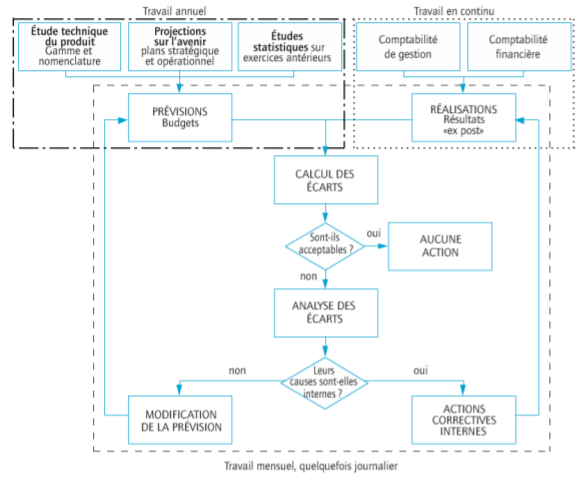 Travail annuel
Travail en continu
Étude technique
du produit
Gamme et
nomenclature
Projections
sur l'avenir
plans stratégique
et opérationnel
Études
statistiques sur
exercices antérieurs
Comptabilité
de gestion
Comptabilité
financière
PRÉVISIONS
Budgets
RÉALISATIONS
Résultats
«ex post»
CALCUL DES
ÉCARTS
Sont-ils
acceptables ?
oui
AUCUNE
ACTION
non
ANALYSE DES
ÉCARTS
Leurs
causes sont-elles
internes ?
non
oui
MODIFICATION
DE LA PRÉVISION
ACTIONS
CORRECTIVES
INTERNES
Travail mensuel, quelquefois journalier